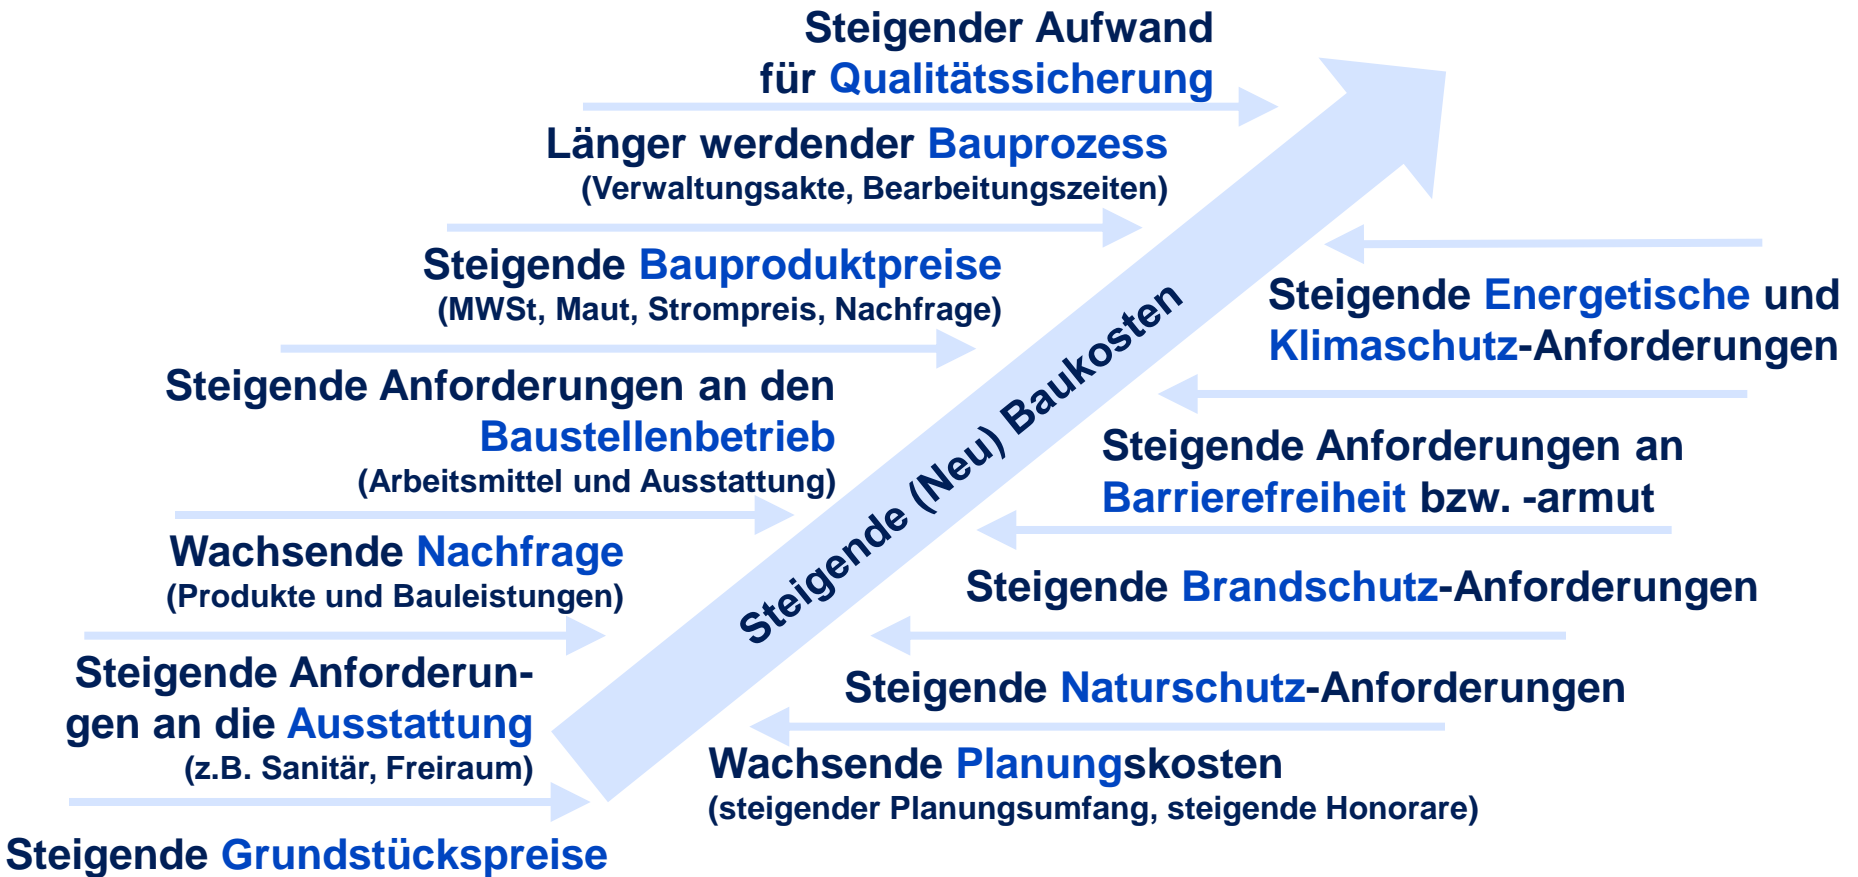 Steigender Aufwand
für Qualitätssicherung
Länger werdender Bauprozess
(Verwaltungsakte, Bearbeitungszeiten)
Steigende Bauproduktpreise
(MWSt, Maut, Strompreis, Nachfrage)
Steigende Anforderungen an den
Baustellenbetrieb
(Arbeitsmittel und Ausstattung)
Wachsende Nachfrage
(Produkte und Bauleistungen)
Steigende Anforderun-
gen an die Ausstattung
(z.B. Sanitär, Freiraum)
Steigende Grundstückspreise
Steigende (Neu) Baukosten
Steigende Energetische und
Klimaschutz-Anforderungen
Steigende Anforderungen an
Barrierefreiheit bzw. -armut
Steigende Brandschutz-Anforderungen
Steigende Naturschutz-Anforderungen
Wachsende Planungskosten
(steigender Planungsumfang, steigende Honorare)